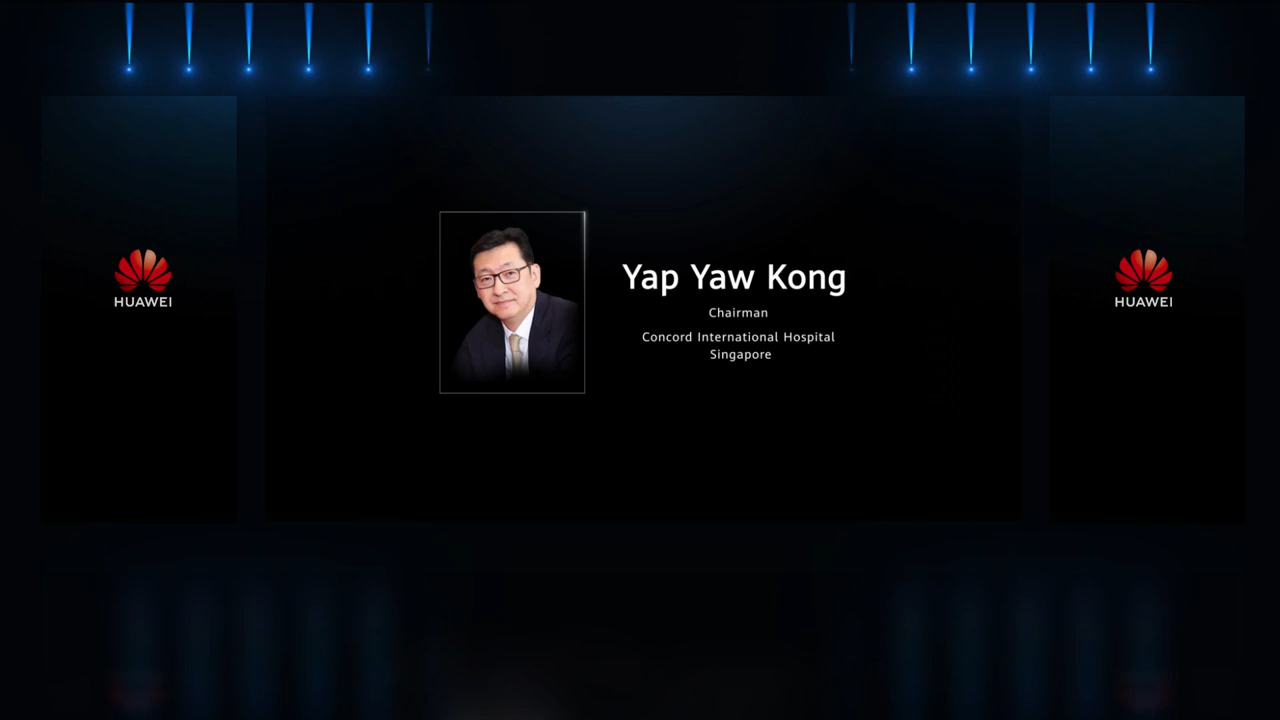 HUAWEI
Yap Yaw Kong
Chairman
Concord International Hospital
Singapore
HUAWEI